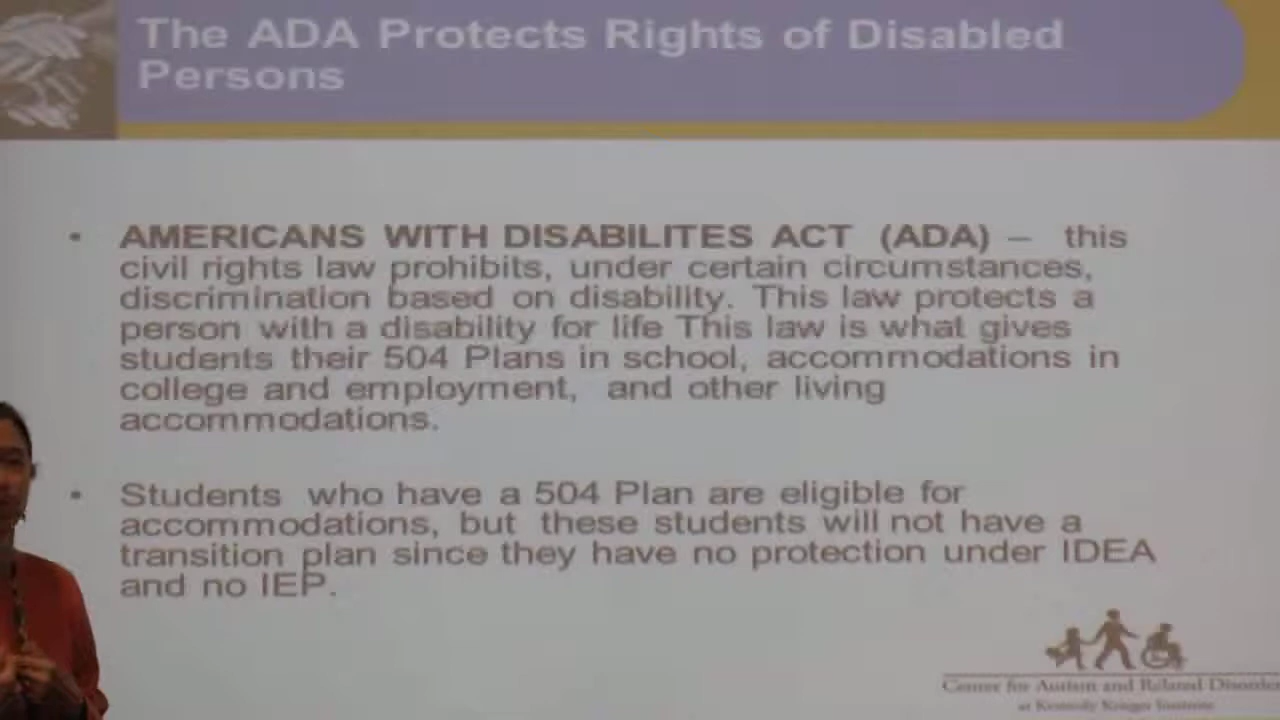 The ADA Protects Rights of Disabled
Persons
• AMERICANS WITH DISABILITES ACT (ADA) – this
civil rights law prohibits, under certain circumstances,
discrimination based on disability. This law protects a
person with a disability for life This law is what gives
students their 504 Plans in school, accommodations in
college and employment, and other living
accommodations.
• Students who have a 504 Plan are eligible for
accommodations, but these students will not have a
transition plan since they have no protection under IDEA
and no IEP.
Center for Autism and Related Disorders
at Kennedy Krieger Institute